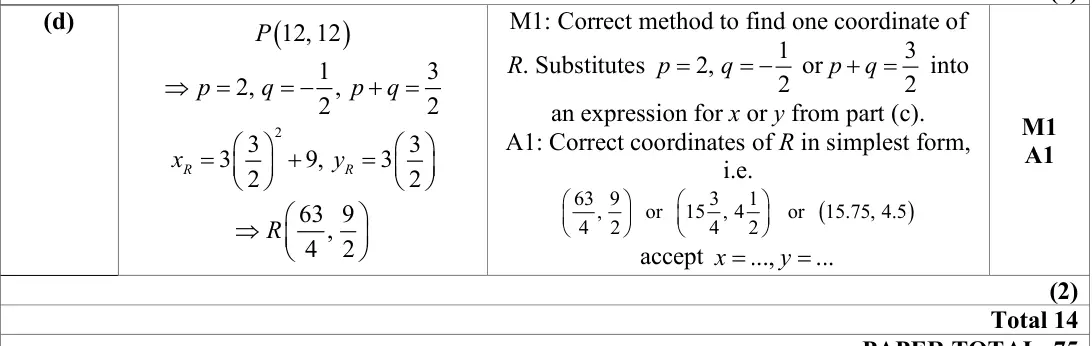 (d)
P(12, 12)
⇒ p = 2, q = −1/2, p + q = 3/2
x_R = 3(3/2)² + 9, y_R = 3(3/2)
⇒ R(63/4, 9/2)
M1: Correct method to find one coordinate of
R. Substitutes p = 2, q = −1/2 or p + q = 3/2 into
an expression for x or y from part (c).
A1: Correct coordinates of R in simplest form,
i.e.
(63/4, 9/2) or (15 3/4, 4 1/2) or (15.75, 4.5)
accept x = ..., y = ...
M1
A1
(2)
Total 14